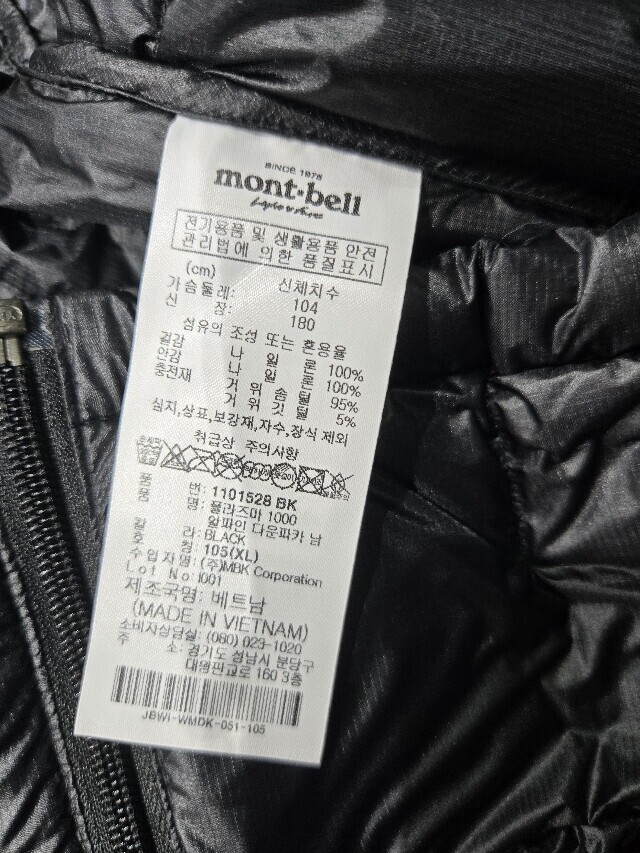 SINCE 1975
mont·bell
전기용품 및 생활용품 안전
관리법에 의한 품질표시
(cm) 신체치수
가슴둘레: 104
신 장: 180
섬유의 조성 또는 혼용율
겉감 나 일 론 100%
안감 나 일 론 100%
충전재 거 위 솜 털 95%
거 위 깃 털 5%
심지,상표,보강재,자수,장식 제외
취급상 주의사항
품 번: 1101528 BK
품 명: 플라즈마 1000
알파인 다운파카 남
칼 라: BLACK
호 칭: 105(XL)
수입자명: (주)MBK Corporation
Lot No: I001
제조국명: 베트남
(MADE IN VIETNAM)
소비자상담실: (080) 023-1020
주 소: 경기도 성남시 분당구
대왕판교로 160 3층
JBWI-WMDK-051-105